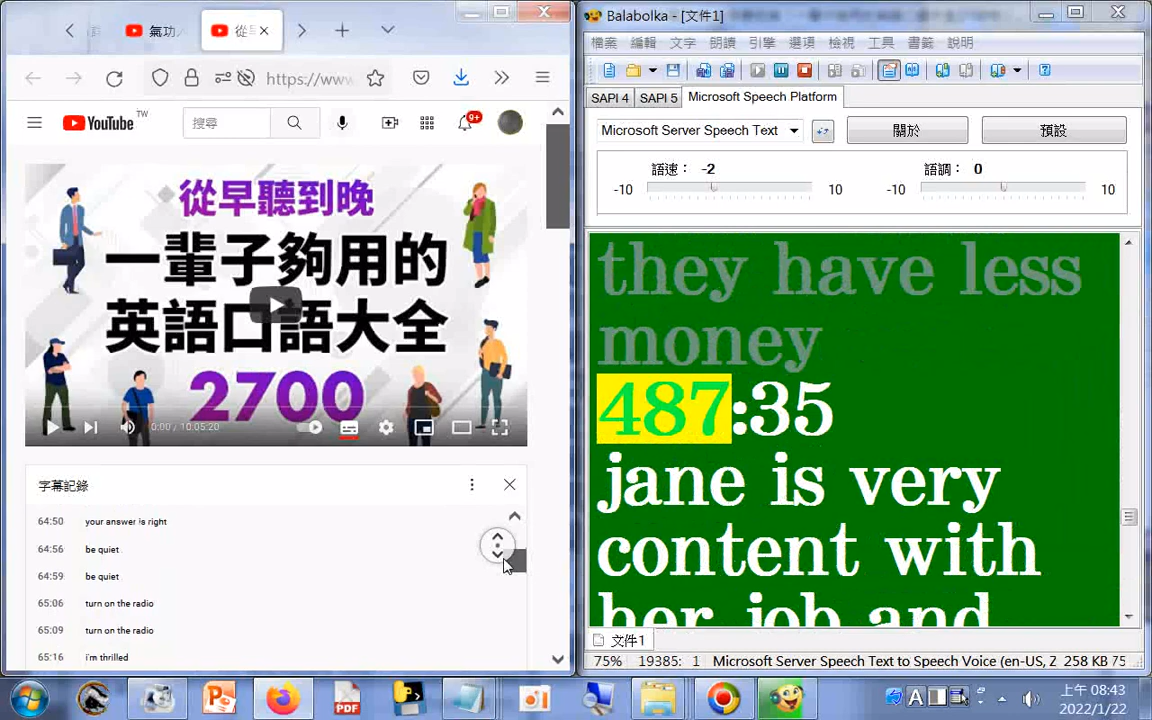 氣功
從
https://www
YouTube TW
搜尋
9+
從早聽到晚
一輩子夠用的
英語口語大全
2700
0:00 / 10:05:20
字幕記錄
64:50 your answer is right
64:56 be quiet
64:59 be quiet
65:06 turn on the radio
65:09 turn on the radio
65:16 i'm thrilled
Balabolka - [文件1]
檔案 編輯 文字 朗讀 引擎 選項 檢視 工具 書籤 說明
SAPI 4 SAPI 5 Microsoft Speech Platform
Microsoft Server Speech Text
關於
預設
語速： -2
-10 10
語調： 0
-10 10
they have less
money
487:35
jane is very
content with
her job and
文件1
75% 19385: 1 Microsoft Server Speech Text to Speech Voice (en-US, 2 258 KB 75
PDF
A
上午 08:43
2022/1/22